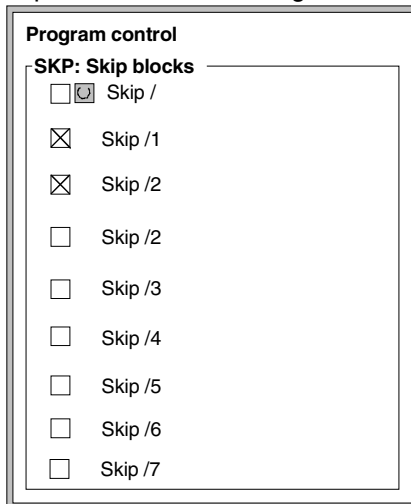 Program control
SKP: Skip blocks
Skip /
Skip /1
Skip /2
Skip /2
Skip /3
Skip /4
Skip /5
Skip /6
Skip /7